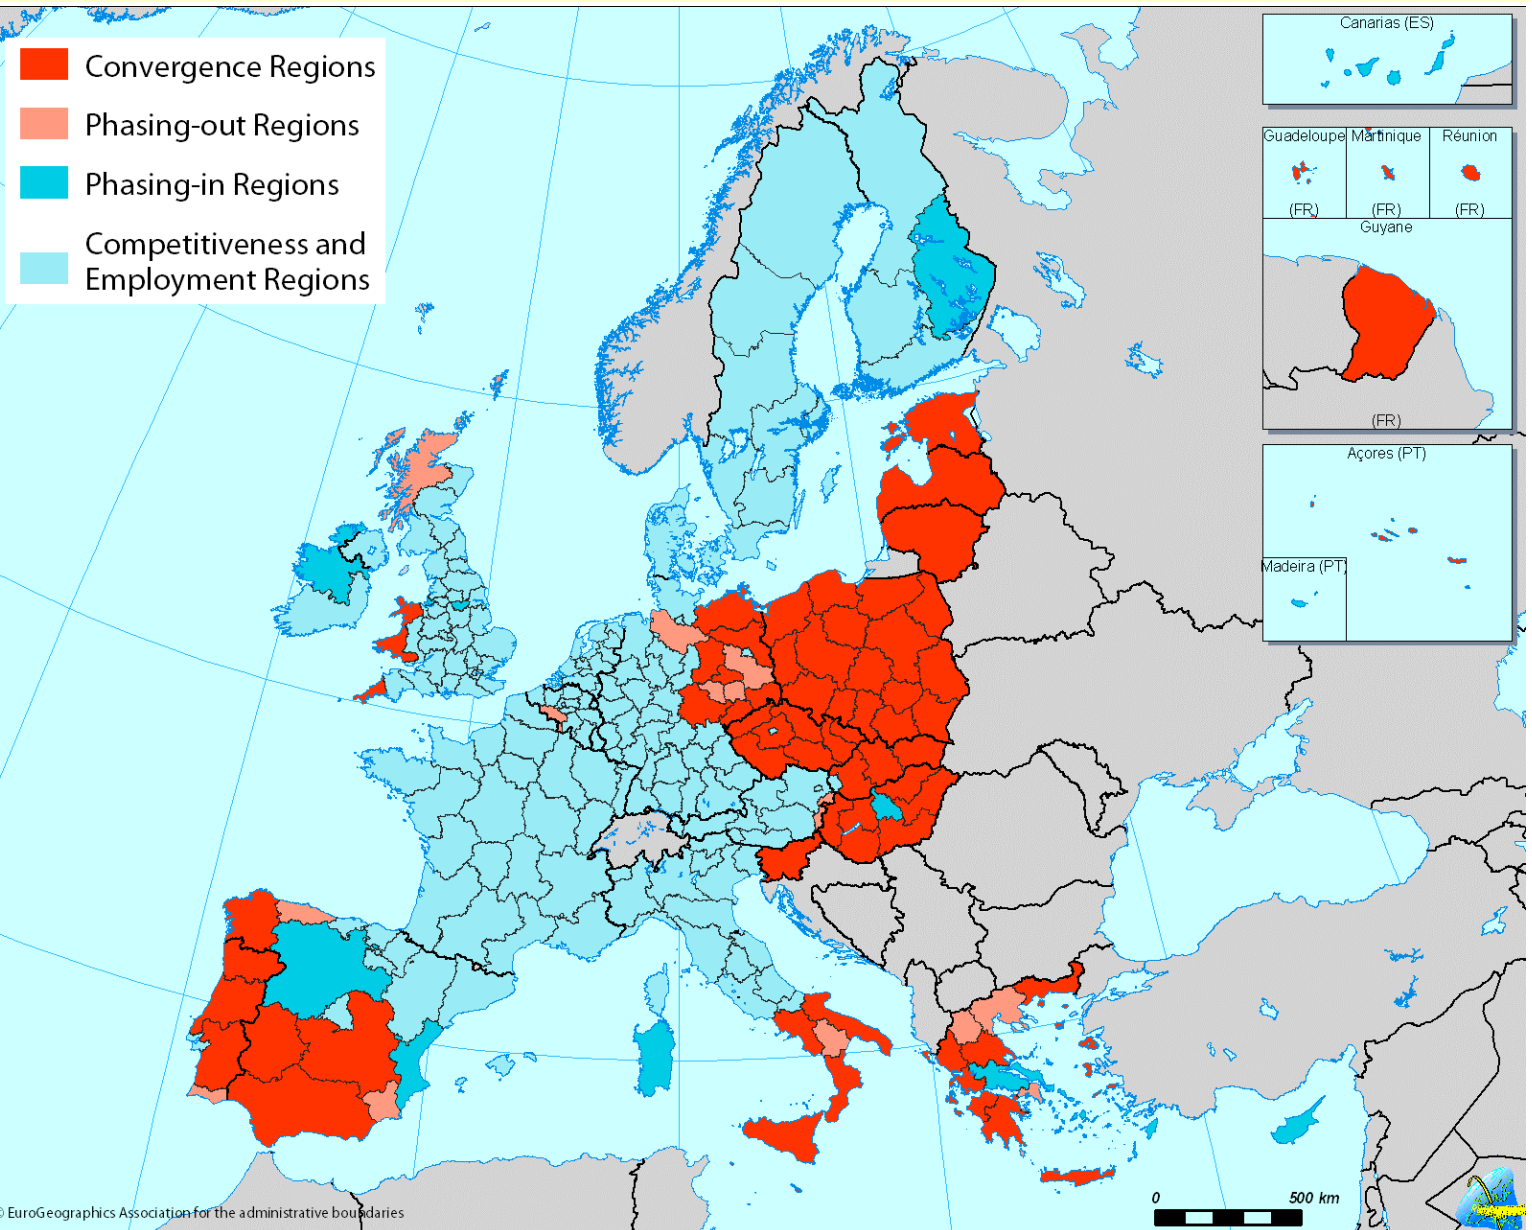 Convergence Regions
Phasing-out Regions
Phasing-in Regions
Competitiveness and
Employment Regions
Canarias (ES)
Guadeloupe
Martinique
Réunion
(FR)
(FR)
(FR)
Guyane
(FR)
Açores (PT)
Madeira (PT)
0
500 km
© EuroGeographics Association for the administrative boundaries